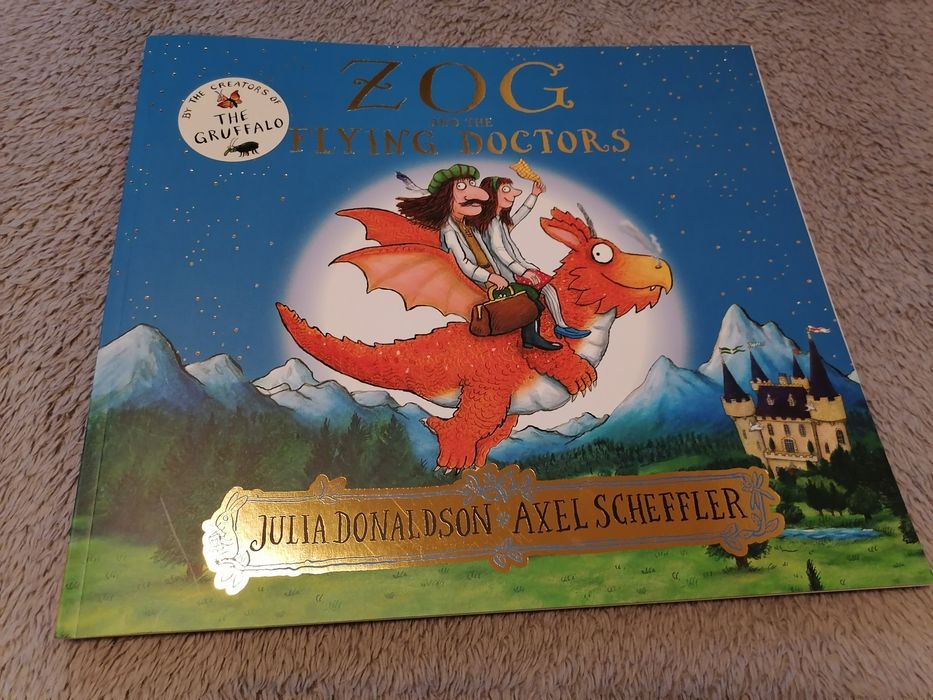 BY THE CREATORS OF
THE
GRUFFALO
ZOG
AND THE
FLYING DOCTORS
JULIA DONALDSON * AXEL SCHEFFLER